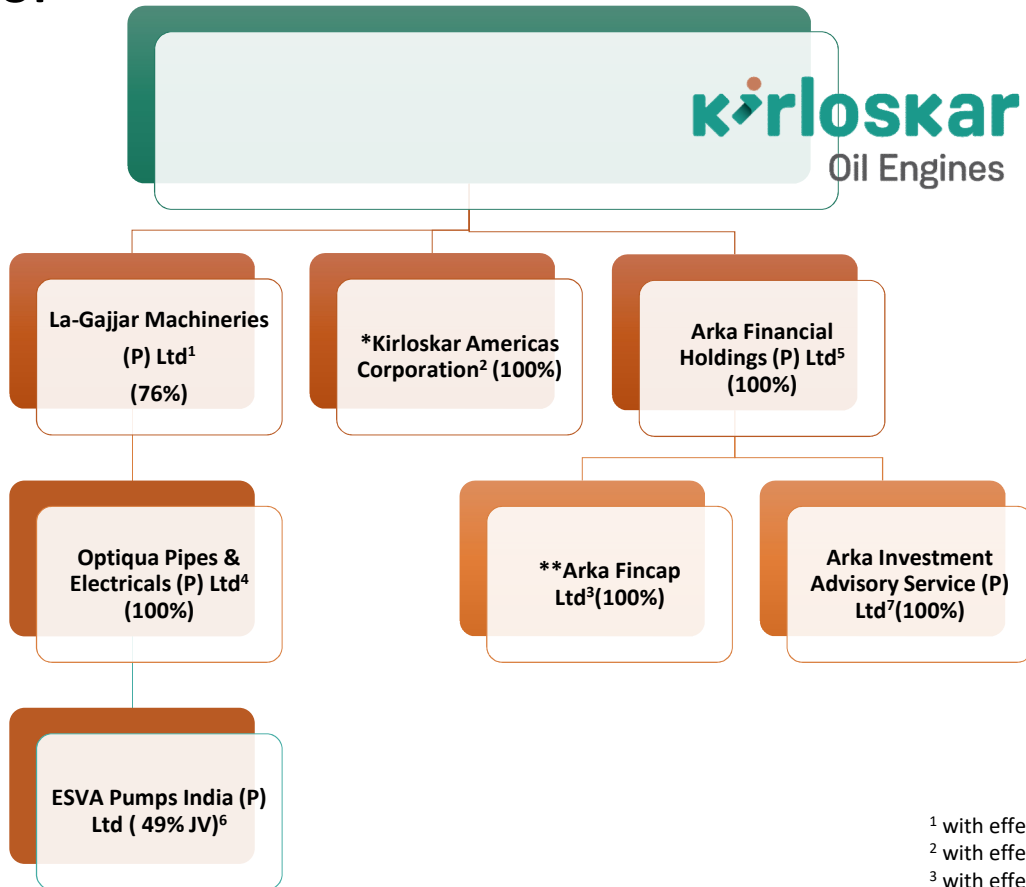 Kirloskar
Oil Engines
La-Gajjar Machineries
(P) Ltd¹
(76%)
*Kirloskar Americas
Corporation² (100%)
Arka Financial
Holdings (P) Ltd⁵
(100%)
Optiqua Pipes &
Electricals (P) Ltd⁴
(100%)
**Arka Fincap
Ltd³(100%)
Arka Investment
Advisory Service (P)
Ltd⁷(100%)
ESVA Pumps India (P)
Ltd ( 49% JV)⁶
¹ with effe
² with effe
³ with effe